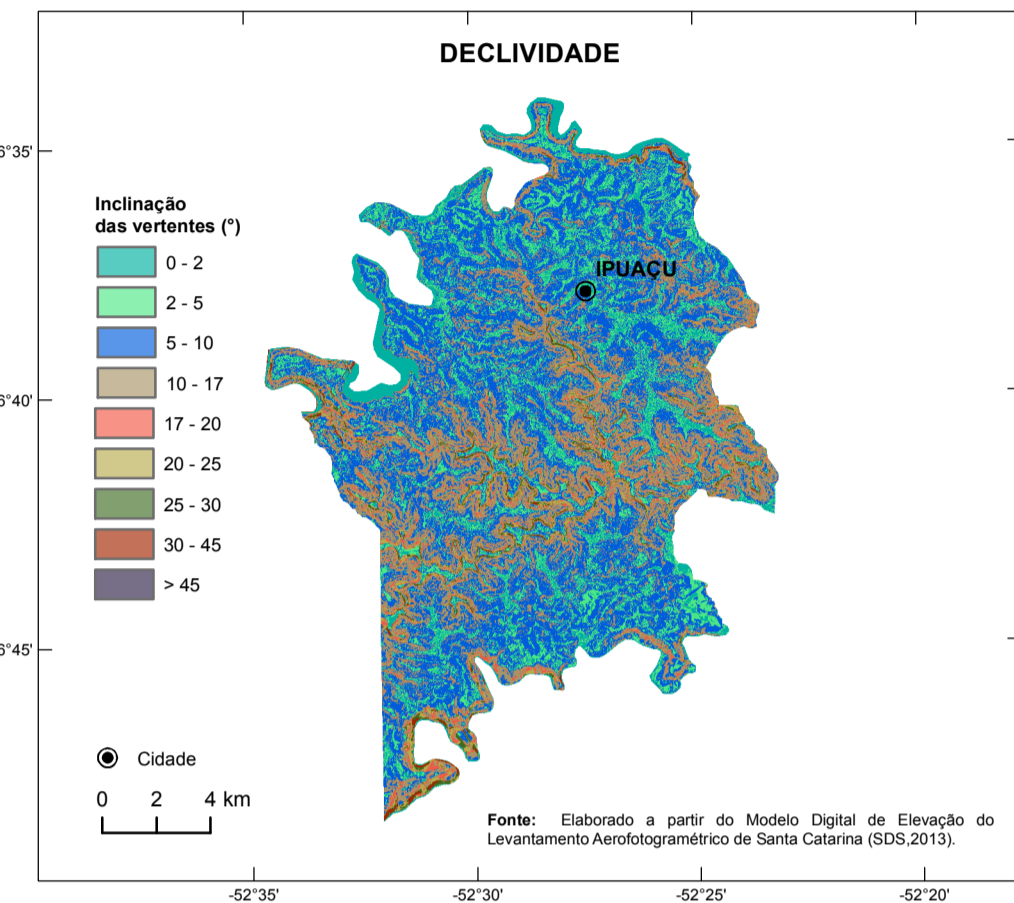 DECLIVIDADE
6°35'
Inclinação
das vertentes (°)
0 - 2
2 - 5
5 - 10
10 - 17
17 - 20
20 - 25
25 - 30
30 - 45
> 45
IPUAÇU
6°40'
6°45'
Cidade
0 2 4 km
Fonte: Elaborado a partir do Modelo Digital de Elevação do
Levantamento Aerofotogramétrico de Santa Catarina (SDS,2013).
-52°35' -52°30' -52°25' -52°20'